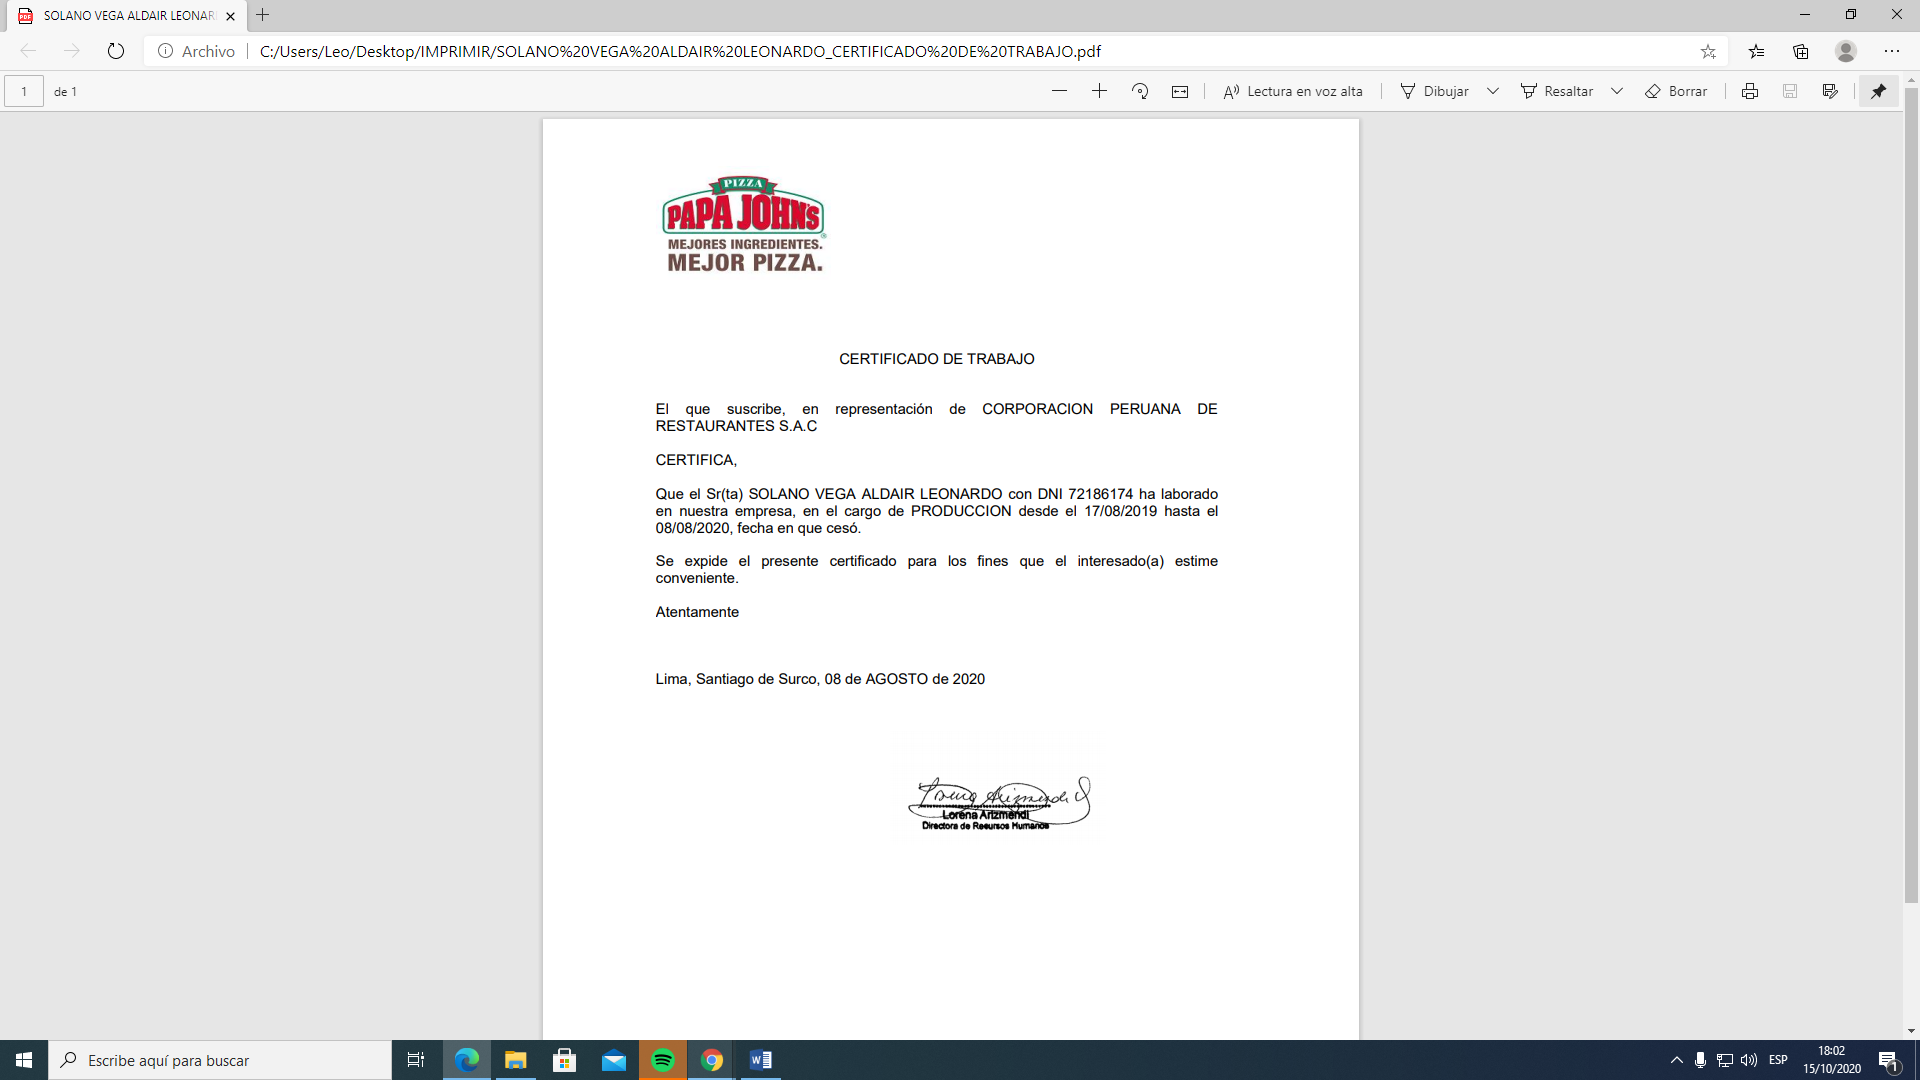 SOLANO VEGA ALDAIR LEONAR
Archivo
C:/Users/Leo/Desktop/IMPRIMIR/SOLANO%20VEGA%20ALDAIR%20LEONARDO_CERTIFICADO%20DE%20TRABAJO.pdf
1 de 1
Lectura en voz alta
Dibujar
Resaltar
Borrar
PIZZA
PAPA JOHN'S
MEJORES INGREDIENTES.
MEJOR PIZZA.
CERTIFICADO DE TRABAJO
El que suscribe, en representación de CORPORACION PERUANA DE
RESTAURANTES S.A.C
CERTIFICA,
Que el Sr(ta) SOLANO VEGA ALDAIR LEONARDO con DNI 72186174 ha laborado
en nuestra empresa, en el cargo de PRODUCCION desde el 17/08/2019 hasta el
08/08/2020, fecha en que cesó.
Se expide el presente certificado para los fines que el interesado(a) estime
conveniente.
Atentamente
Lima, Santiago de Surco, 08 de AGOSTO de 2020
Lorena Arizmendi
Lorena Arizmendi
Directora de Recursos Humanos
Escribe aquí para buscar
ESP
18:02
15/10/2020
1